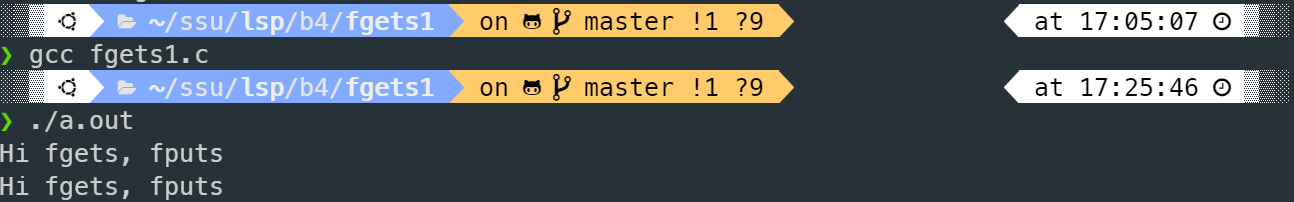 ~/ssu/lsp/b4/fgets1 on master !1 ?9 at 17:05:07
❯ gcc fgets1.c
~/ssu/lsp/b4/fgets1 on master !1 ?9 at 17:25:46
❯ ./a.out
Hi fgets, fputs
Hi fgets, fputs